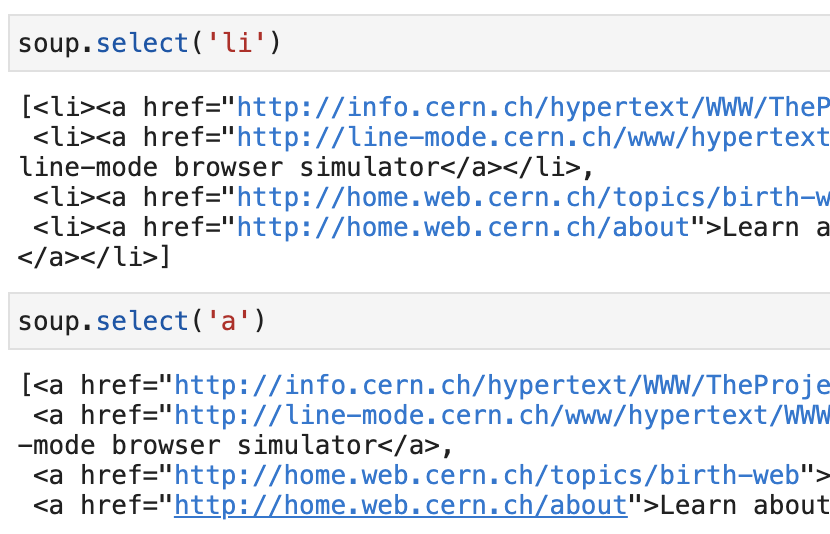 soup.select('li')
[<li><a href="http://info.cern.ch/hypertext/WWW/TheP
<li><a href="http://line-mode.cern.ch/www/hypertext
line-mode browser simulator</a></li>,
<li><a href="http://home.web.cern.ch/topics/birth-w
<li><a href="http://home.web.cern.ch/about">Learn a
</a></li>]
soup.select('a')
[<a href="http://info.cern.ch/hypertext/WWW/TheProje
<a href="http://line-mode.cern.ch/www/hypertext/WWW
-mode browser simulator</a>,
<a href="http://home.web.cern.ch/topics/birth-web">
<a href="http://home.web.cern.ch/about">Learn about